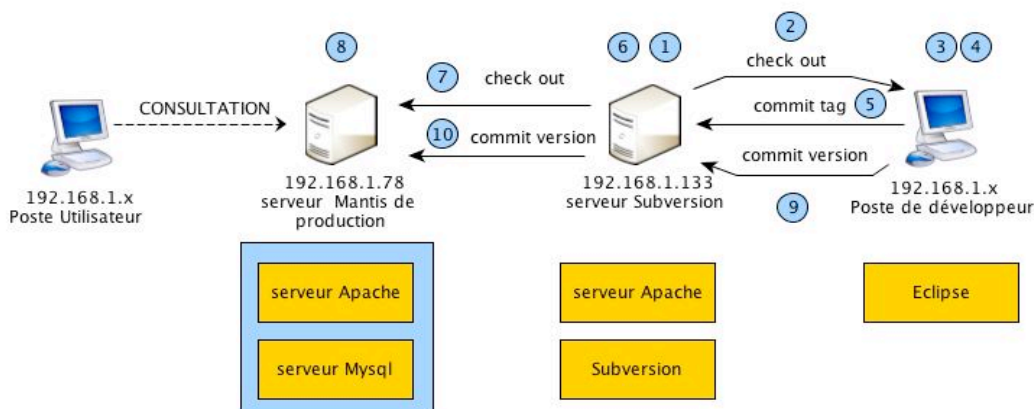 8
6
1
2
3
4
7
check out
check out
CONSULTATION
commit tag
5
10
commit version
commit version
192.168.1.x
Poste Utilisateur
192.168.1.78
serveur Mantis de
production
192.168.1.133
serveur Subversion
9
192.168.1.x
Poste de développeur
serveur Apache
serveur Apache
Eclipse
serveur Mysql
Subversion